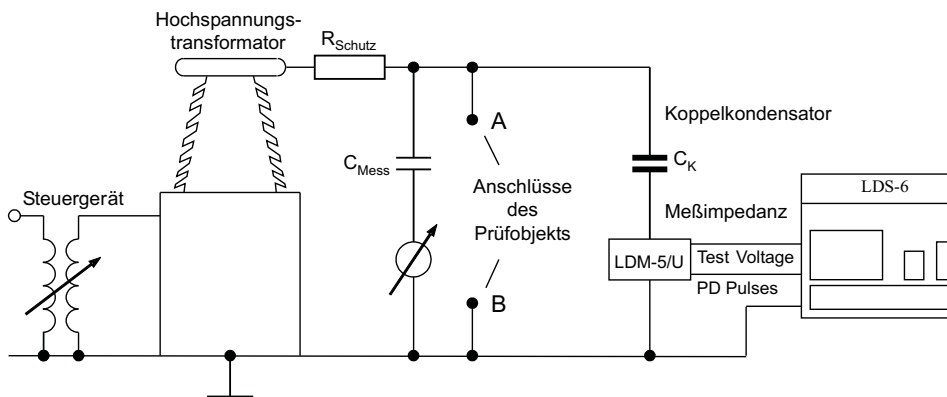 Hochspannungs-
transformator
R_Schutz
A
Koppelkondensator
C_Mess
C_K
Anschlüsse
des
Prüfobjekts
Steuergerät
Meßimpedanz
LDS-6
LDM-5/U
Test Voltage
PD Pulses
B